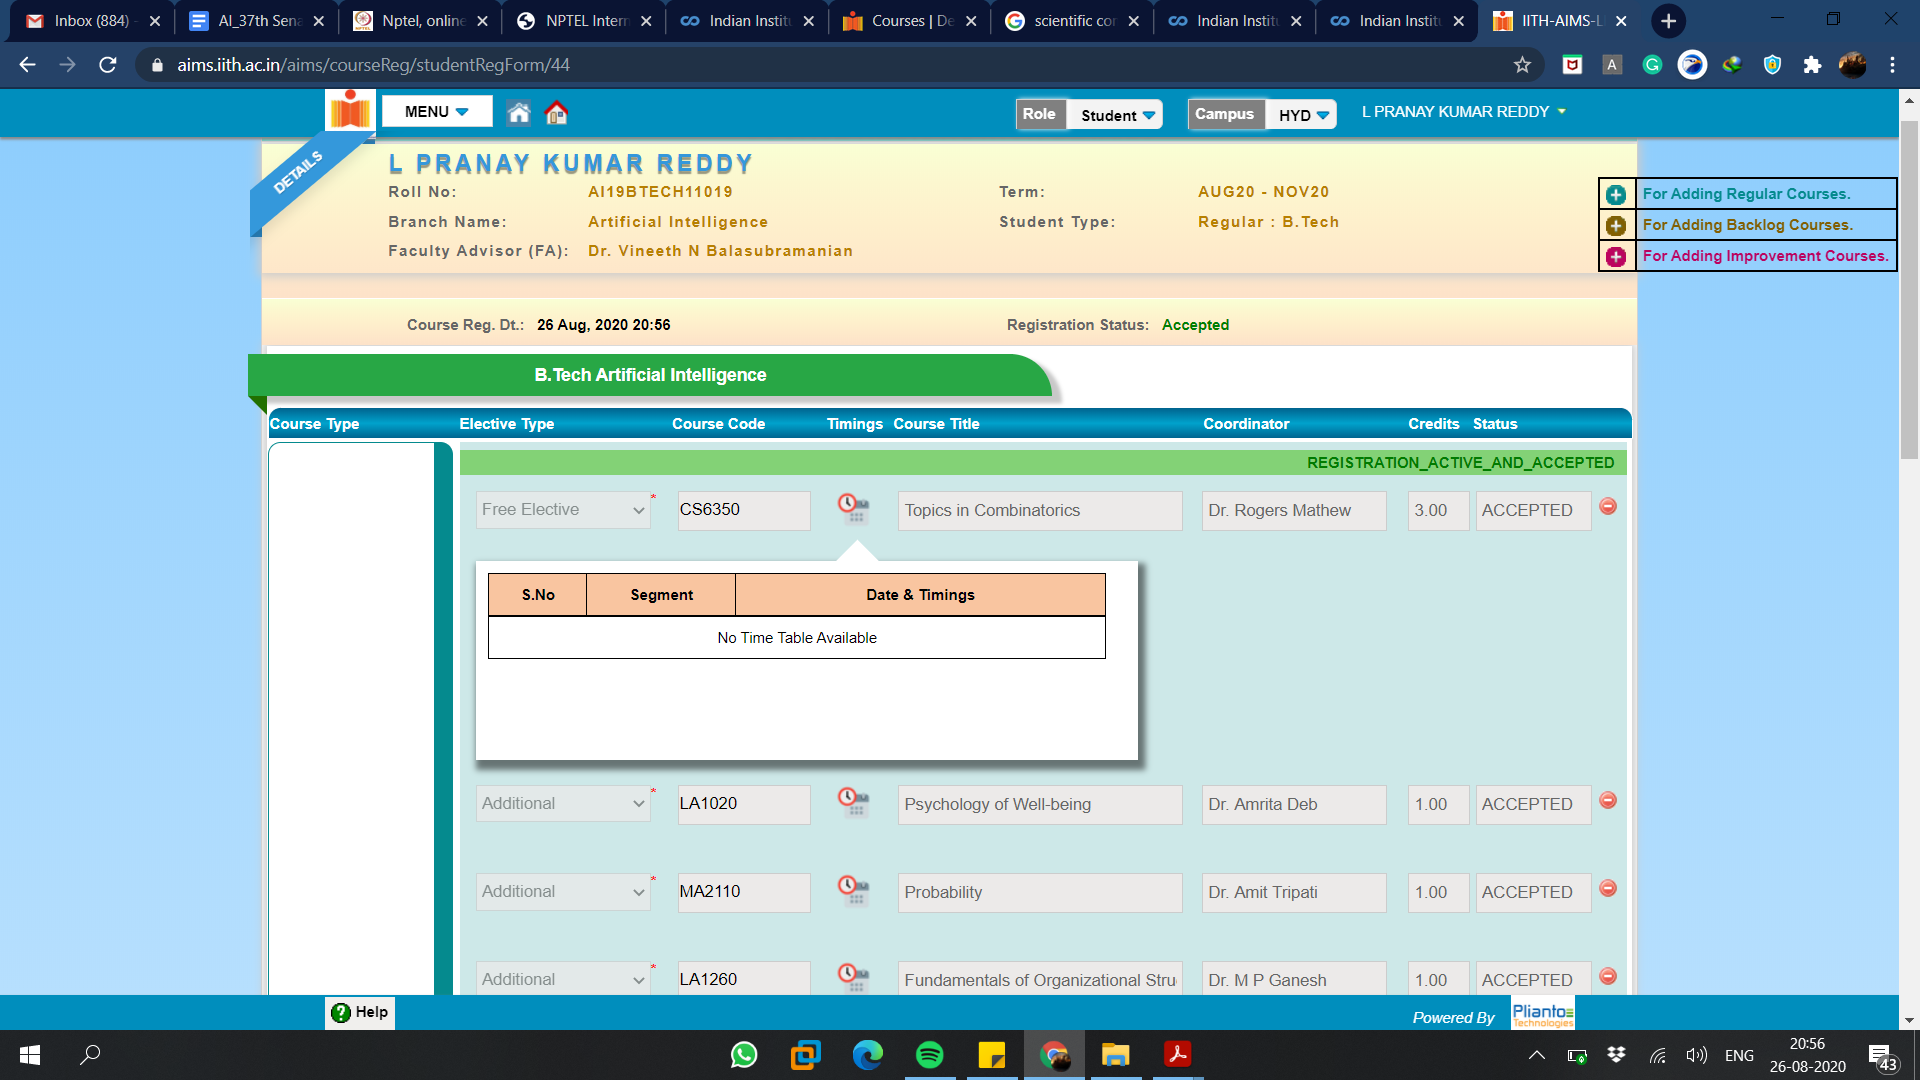 Inbox (884)
AI_37th Sena
Nptel, online
NPTEL Intern
Indian Institu
Courses | De
scientific cor
Indian Institu
Indian Institu
IITH-AIMS-L
aims.iith.ac.in/aims/courseReg/studentRegForm/44
MENU
Role Student
Campus HYD
L PRANAY KUMAR REDDY
DETAILS
L PRANAY KUMAR REDDY
Roll No: AI19BTECH11019 Term: AUG20 - NOV20
Branch Name: Artificial Intelligence Student Type: Regular : B.Tech
Faculty Advisor (FA): Dr. Vineeth N Balasubramanian
For Adding Regular Courses.
For Adding Backlog Courses.
For Adding Improvement Courses.
Course Reg. Dt.: 26 Aug, 2020 20:56 Registration Status: Accepted
B.Tech Artificial Intelligence
Course Type Elective Type Course Code Timings Course Title Coordinator Credits Status
REGISTRATION_ACTIVE_AND_ACCEPTED
Free Elective * CS6350 Topics in Combinatorics Dr. Rogers Mathew 3.00 ACCEPTED
S.No Segment Date & Timings
No Time Table Available
Additional * LA1020 Psychology of Well-being Dr. Amrita Deb 1.00 ACCEPTED
Additional * MA2110 Probability Dr. Amit Tripati 1.00 ACCEPTED
Additional * LA1260 Fundamentals of Organizational Stru Dr. M P Ganesh 1.00 ACCEPTED
Help
Powered By Plianto Technologies
ENG
20:56
26-08-2020
43